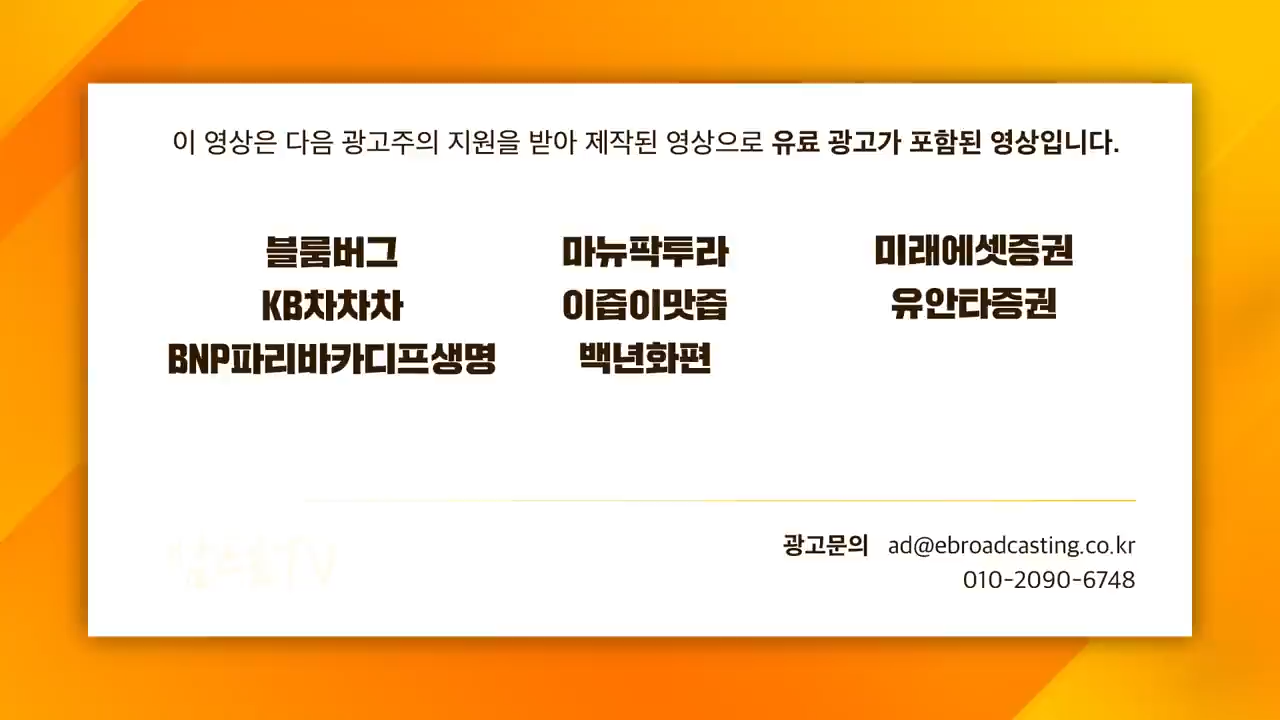 이 영상은 다음 광고주의 지원을 받아 제작된 영상으로 유료 광고가 포함된 영상입니다.
블룸버그
마뉴팍투라
미래에셋증권
KB차차차
이즙이맛즙
유안타증권
BNP파리바카디프생명
백년화편
광고문의 ad@ebroadcasting.co.kr
010-2090-6748